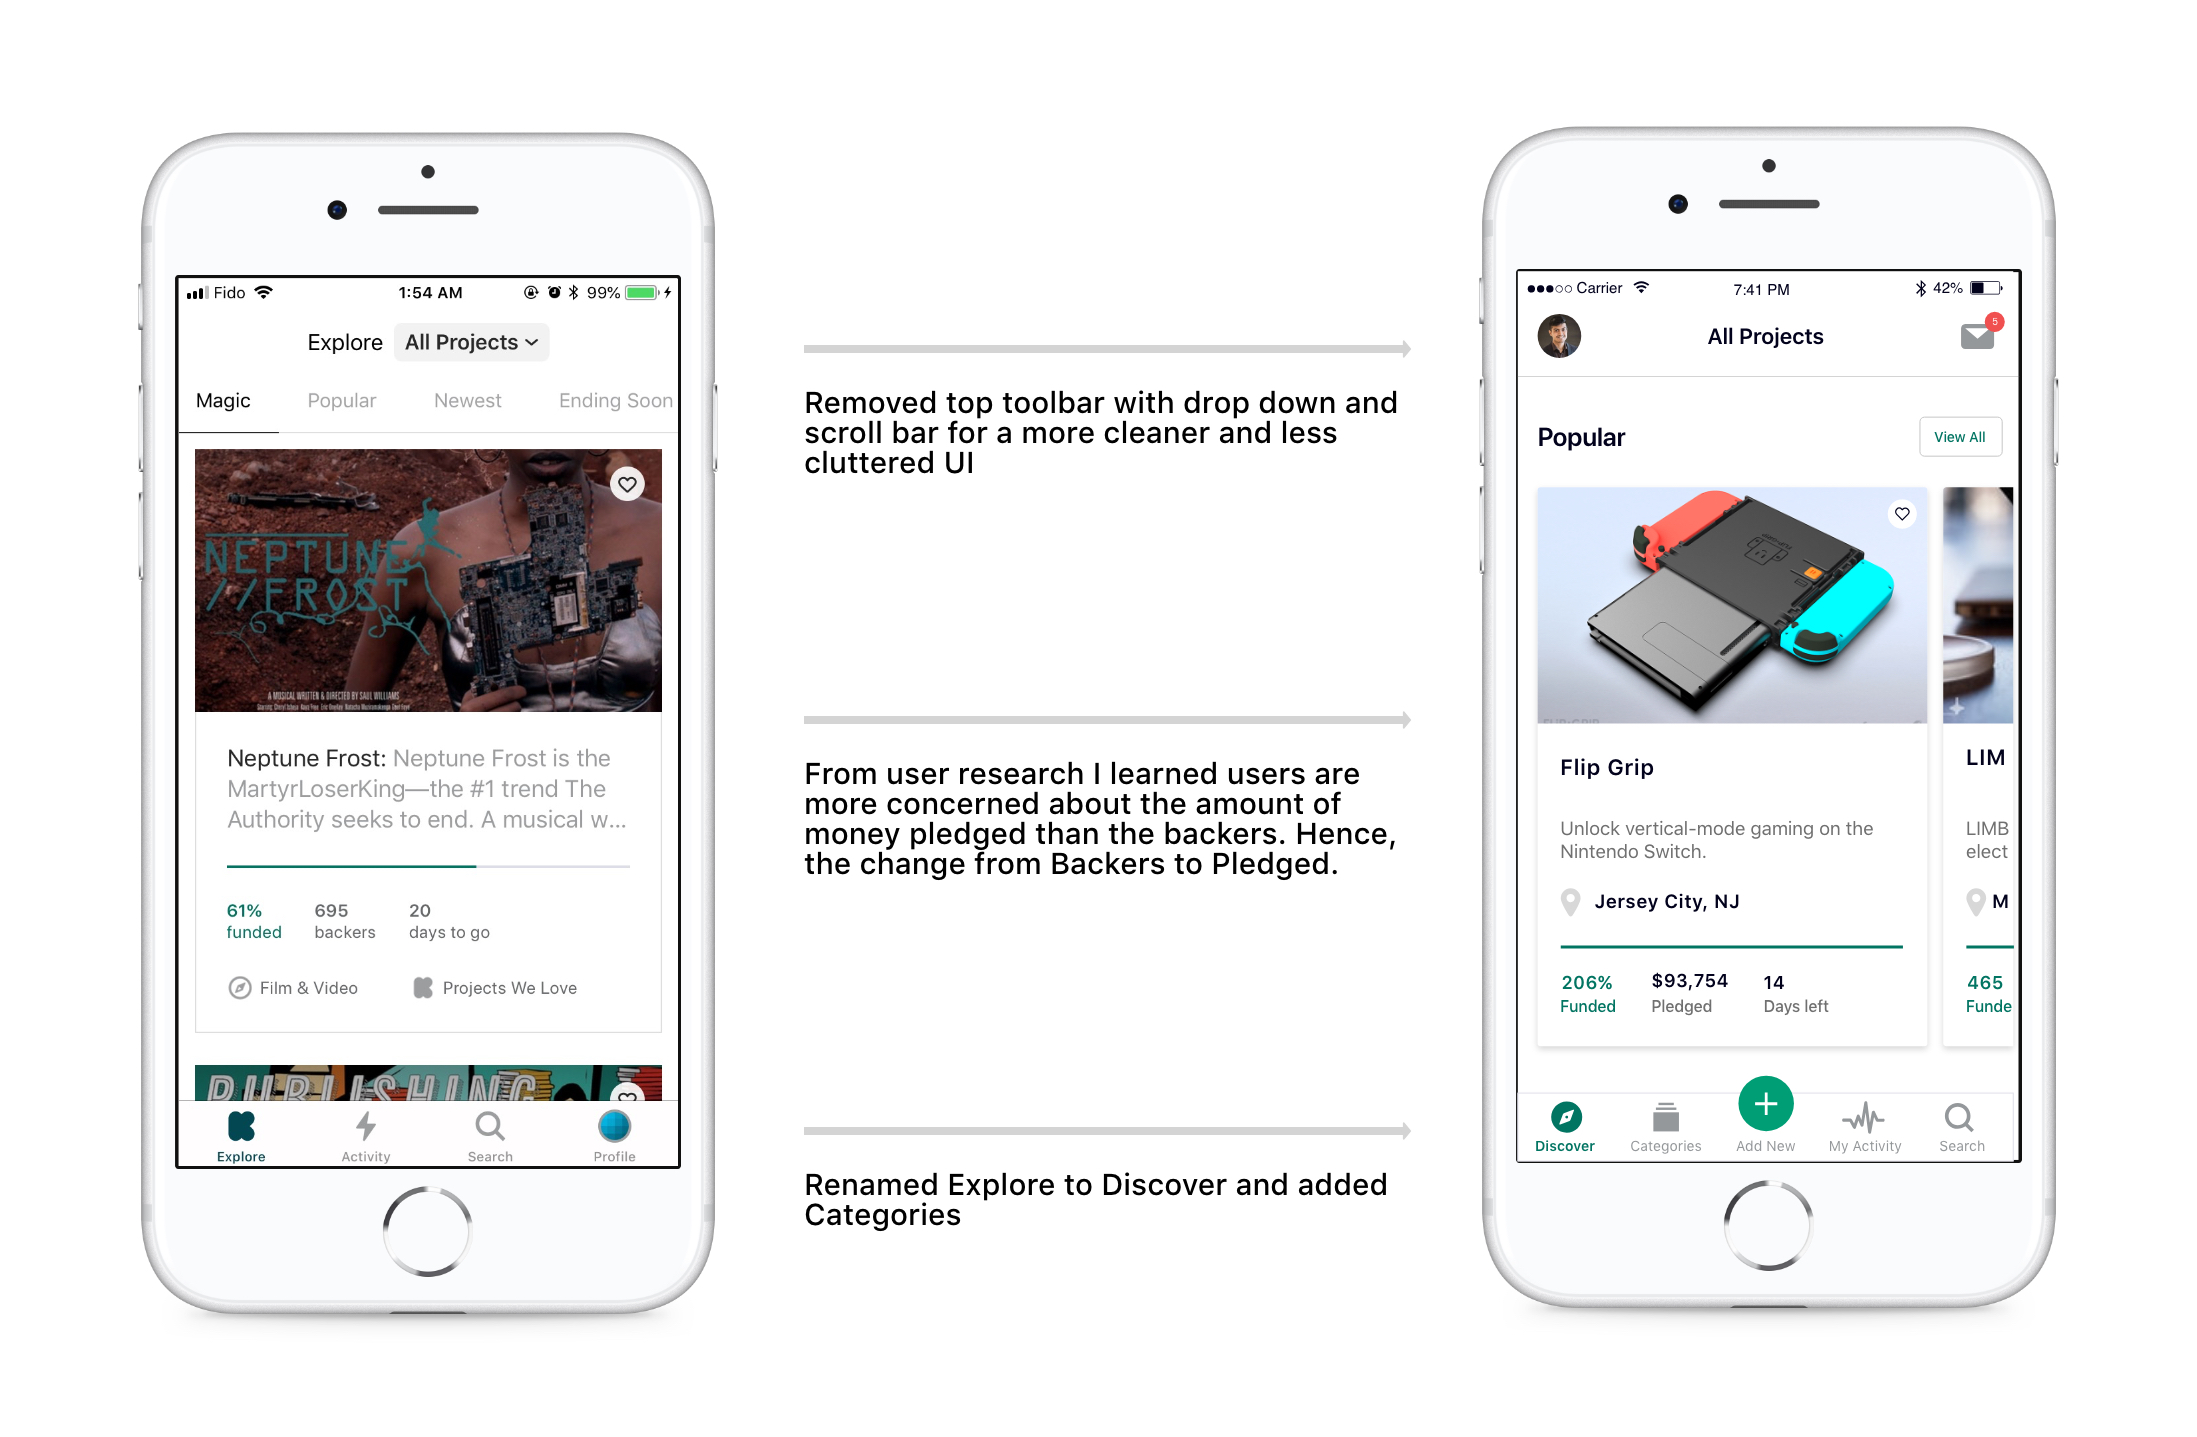 Fido
1:54 AM
99%
Explore
All Projects
Magic
Popular
Newest
Ending Soon
NEPTUNE
//FROST
A MUSICAL WRITTEN & DIRECTED BY SAUL WILLIAMS
Neptune Frost: Neptune Frost is the
MartyrLoserKing—the #1 trend The
Authority seeks to end. A musical w...
61%
funded
695
backers
20
days to go
Film & Video
Projects We Love
PUBLISHING
Explore
Activity
Search
Profile
Removed top toolbar with drop down and
scroll bar for a more cleaner and less
cluttered UI
From user research I learned users are
more concerned about the amount of
money pledged than the backers. Hence,
the change from Backers to Pledged.
Renamed Explore to Discover and added
Categories
Carrier
7:41 PM
42%
All Projects
5
Popular
View All
Flip Grip
Unlock vertical-mode gaming on the
Nintendo Switch.
Jersey City, NJ
206%
Funded
$93,754
Pledged
14
Days left
LIM
LIMB
elect
M
465
Funde
Discover
Categories
Add New
My Activity
Search